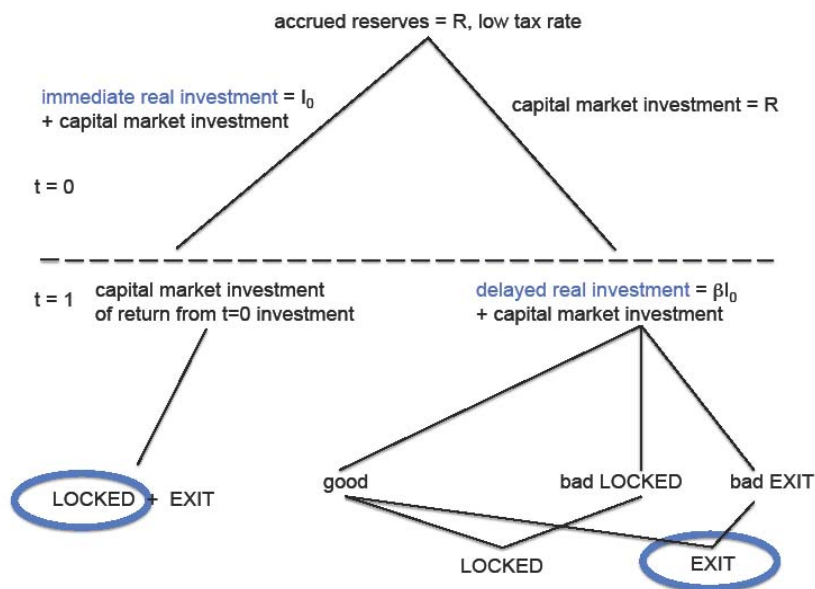 accrued reserves = R, low tax rate
immediate real investment = I₀
+ capital market investment
capital market investment = R
t = 0
t = 1
capital market investment
of return from t=0 investment
delayed real investment = βI₀
+ capital market investment
LOCKED + EXIT
good
bad LOCKED
bad EXIT
LOCKED
EXIT